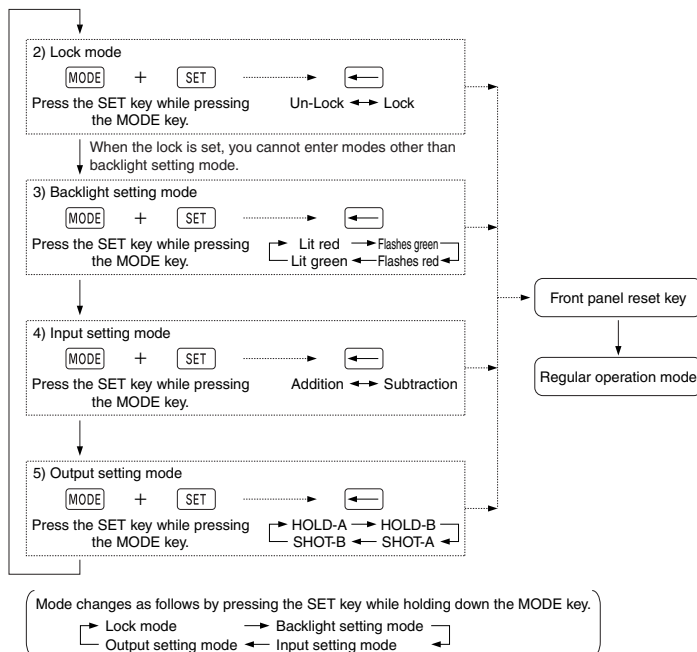 2) Lock mode
MODE + SET
Press the SET key while pressing
the MODE key.
Un-Lock Lock
When the lock is set, you cannot enter modes other than
backlight setting mode.
3) Backlight setting mode
MODE + SET
Press the SET key while pressing
the MODE key.
Lit red Flashes green
Lit green Flashes red
4) Input setting mode
MODE + SET
Press the SET key while pressing
the MODE key.
Addition Subtraction
5) Output setting mode
MODE + SET
Press the SET key while pressing
the MODE key.
HOLD-A HOLD-B
SHOT-B SHOT-A
Front panel reset key
Regular operation mode
Mode changes as follows by pressing the SET key while holding down the MODE key.
Lock mode Backlight setting mode
Output setting mode Input setting mode